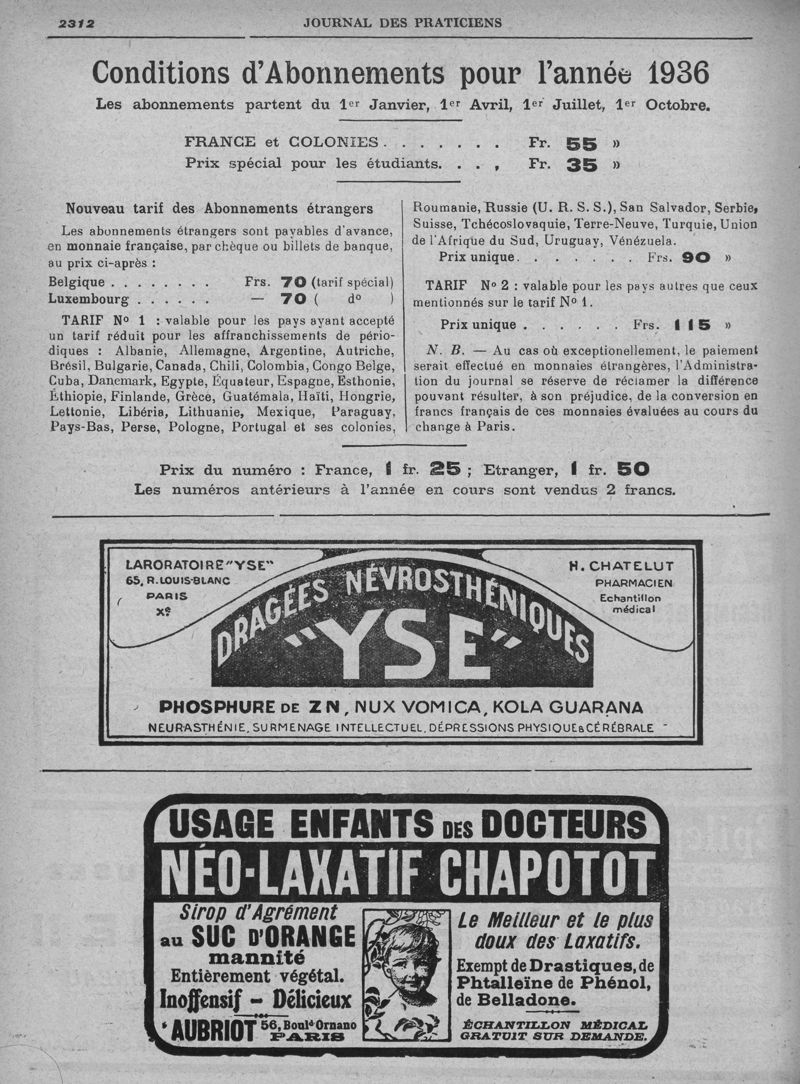 2312
JOURNAL DES PRATICIENS
Conditions d'Abonnements pour l'année 1936
Les abonnements partent du 1er Janvier, 1er Avril, 1er Juillet, 1er Octobre.
FRANCE et COLONIES . . . . . . . Fr. 55 »
Prix spécial pour les étudiants. . . , Fr. 35 »
Nouveau tarif des Abonnements étrangers
Les abonnements étrangers sont payables d'avance,
en monnaie française, par chèque ou billets de banque,
au prix ci-après :
Belgique . . . . . . . . Frs. 70 (tarif spécial)
Luxembourg . . . . . . — 70 ( do )
TARIF No 1 : valable pour les pays ayant accepté
un tarif réduit pour les affranchissements de pério-
diques : Albanie, Allemagne, Argentine, Autriche,
Brésil, Bulgarie, Canada, Chili, Colombia, Congo Belge,
Cuba, Danemark, Egypte, Équateur, Espagne, Esthonie,
Éthiopie, Finlande, Grèce, Guatémala, Haïti, Hongrie,
Lettonie, Libéria, Lithuanie, Mexique, Paraguay,
Pays-Bas, Perse, Pologne, Portugal et ses colonies,
Roumanie, Russie (U. R. S. S.), San Salvador, Serbie,
Suisse, Tchécoslovaquie, Terre-Neuve, Turquie, Union
de l'Afrique du Sud, Uruguay, Vénézuela.
Prix unique. . . . . . . Frs. 90 »
TARIF No 2 : valable pour les pays autres que ceux
mentionnés sur le tarif No 1.
Prix unique . . . . . . Frs. 115 »
N. B. — Au cas où exceptionellement, le paiement
serait effectué en monnaies étrangères, l'Administra-
tion du journal se réserve de réclamer la différence
pouvant résulter, à son préjudice, de la conversion en
francs français de ces monnaies évaluées au cours du
change à Paris.
Prix du numéro : France, 1 fr. 25 ; Etranger, 1 fr. 50
Les numéros antérieurs à l'année en cours sont vendus 2 francs.
LARORATOIRE "YSE"
65, R. LOUIS-BLANC
PARIS
Xe
H. CHATELUT
PHARMACIEN
Echantillon
médical
DRAGÉES NÉVROSTHÉNIQUES
"YSE"
PHOSPHURE DE ZN, NUX VOMICA, KOLA GUARANA
NEURASTHÉNIE, SURMENAGE INTELLECTUEL, DÉPRESSIONS PHYSIQUE & CÉRÉBRALE
USAGE ENFANTS DES DOCTEURS
NÉO-LAXATIF CHAPOTOT
Sirop d'Agrément
au SUC D'ORANGE
mannité
Entièrement végétal.
Inoffensif - Délicieux
AUBRIOT 56, Bould Ornano
PARIS
Le Meilleur et le plus
doux des Laxatifs.
Exempt de Drastiques, de
Phtalleïne de Phénol,
de Belladone.
ÉCHANTILLON MÉDICAL
GRATUIT SUR DEMANDE.